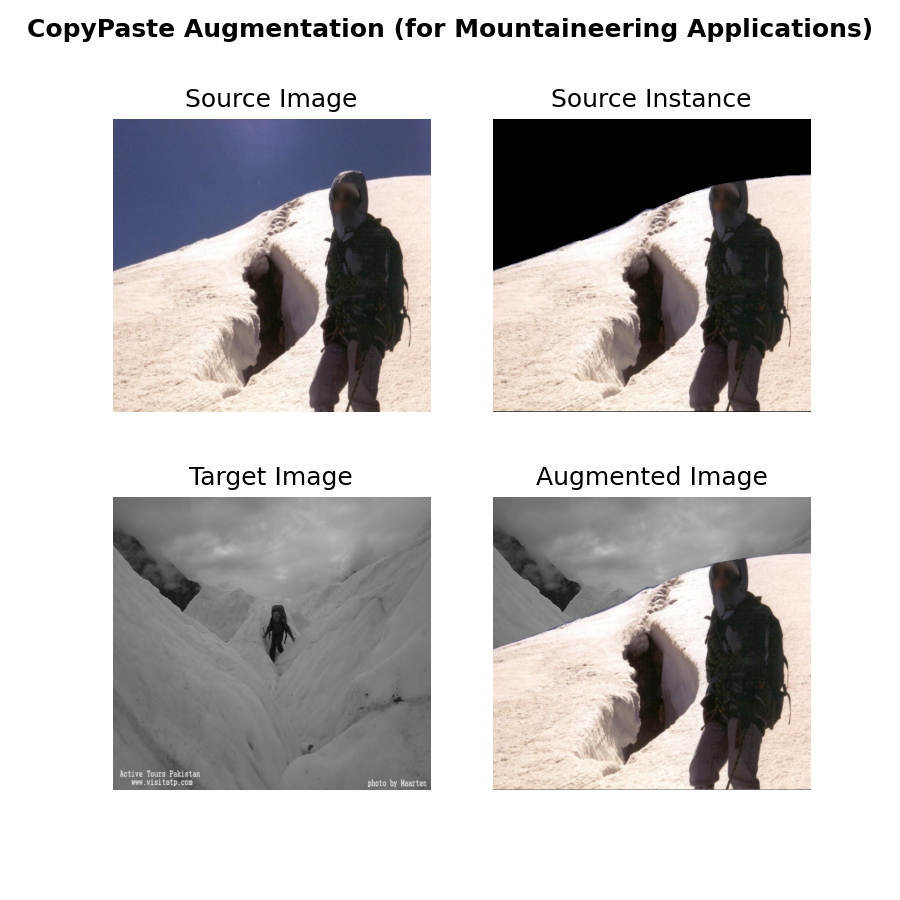 CopyPaste Augmentation (for Mountaineering Applications)
Source Image
Source Instance
Target Image
Augmented Image
Active Tours Pakistan
www.visitatp.com
photo by Maarten